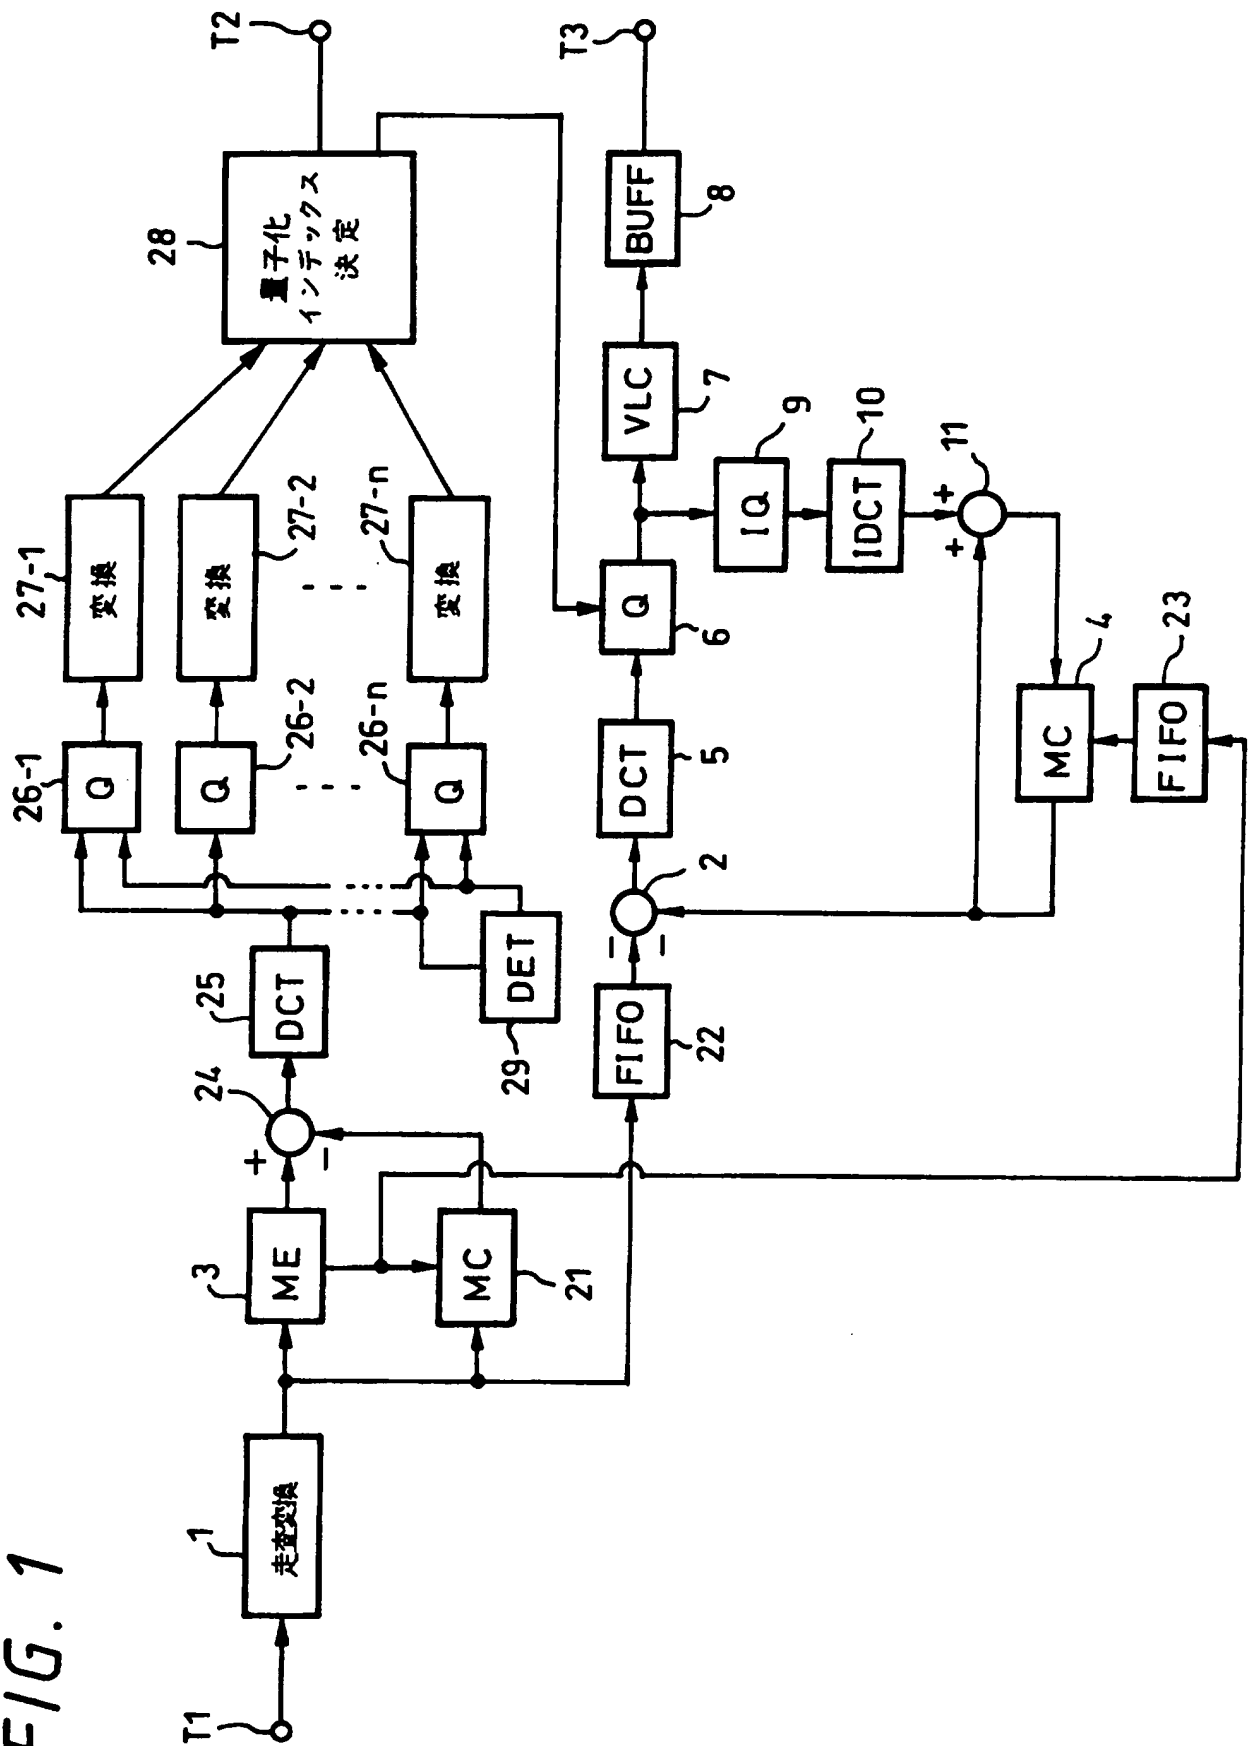 FIG. 1
T1
1
走査変換
3
ME
+
−
24
MC
21
25
DCT
DET
29
26-1
Q
Q
26-2
26-n
Q
27-1
変換
変換
27-2
27-n
変換
28
量子化
インデックス
決定
T2
FIFO
22
−
−
2
DCT
5
Q
6
VLC
7
BUFF
8
T3
IQ
9
IDCT
10
+
+
11
MC
4
FIFO
23